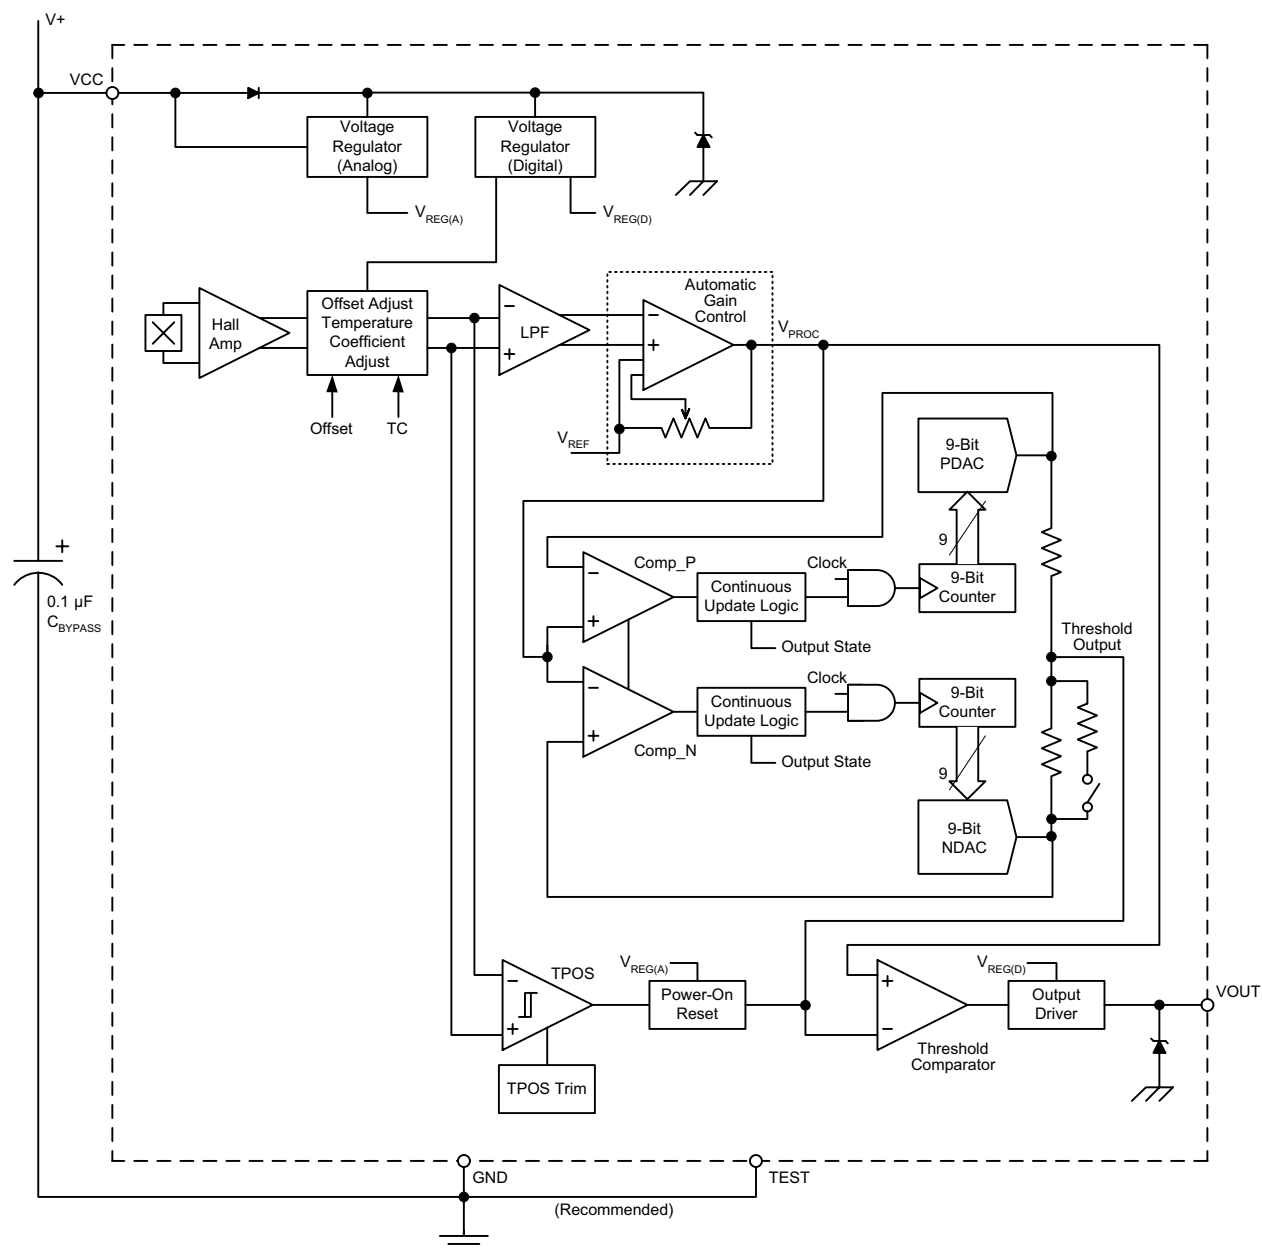 V+
VCC
Voltage
Regulator
(Analog)
Voltage
Regulator
(Digital)
VREG(A)
VREG(D)
Hall
Amp
Offset Adjust
Temperature
Coefficient
Adjust
Offset
TC
−
LPF
+
Automatic
Gain
Control
−
+
VREF
VPROC
9-Bit
PDAC
9
Comp_P
−
+
Continuous
Update Logic
Clock
9-Bit
Counter
Output State
Threshold
Output
−
+
Comp_N
Continuous
Update Logic
Clock
9-Bit
Counter
Output State
9
9-Bit
NDAC
+
0.1 µF
CBYPASS
TPOS
−
+
TPOS Trim
VREG(A)
Power-On
Reset
+
−
Threshold
Comparator
VREG(D)
Output
Driver
VOUT
GND
TEST
(Recommended)